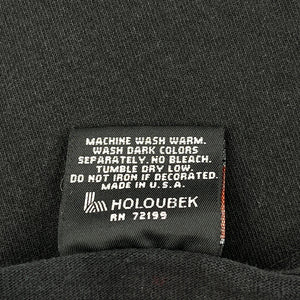 MACHINE WASH WARM.
WASH DARK COLORS
SEPARATELY. NO BLEACH.
TUMBLE DRY LOW.
DO NOT IRON IF DECORATED.
MADE IN U.S.A.
HOLOUBEK
RN 72199